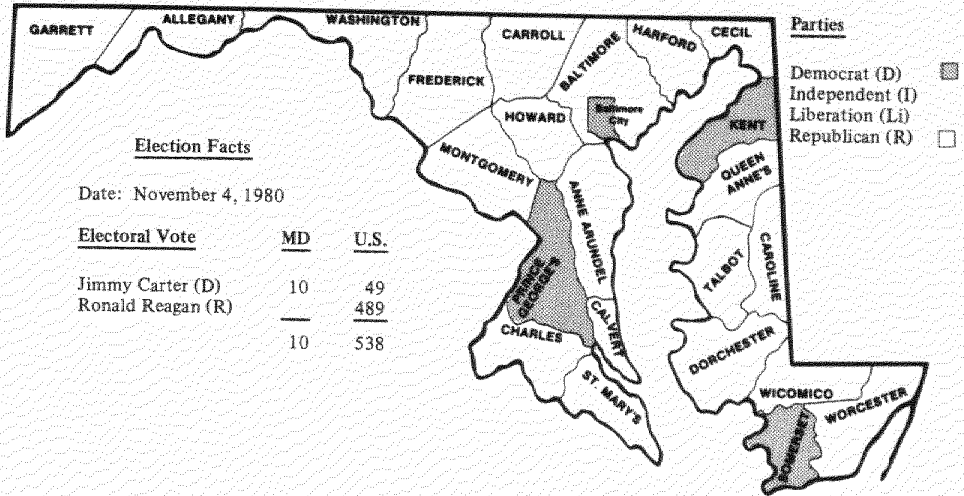 GARRETT
ALLEGANY
WASHINGTON
FREDERICK
CARROLL
BALTIMORE
HARFORD
CECIL
Baltimore
City
HOWARD
MONTGOMERY
ANNE ARUNDEL
PRINCE
GEORGE'S
CALVERT
CHARLES
ST. MARY'S
KENT
QUEEN
ANNE'S
TALBOT
CAROLINE
DORCHESTER
WICOMICO
WORCESTER
SOMERSET
Parties
Democrat (D)
Independent (I)
Liberation (Li)
Republican (R)
Election Facts
Date: November 4, 1980
Electoral Vote MD U.S.
Jimmy Carter (D) 10 49
Ronald Reagan (R) 489
10 538